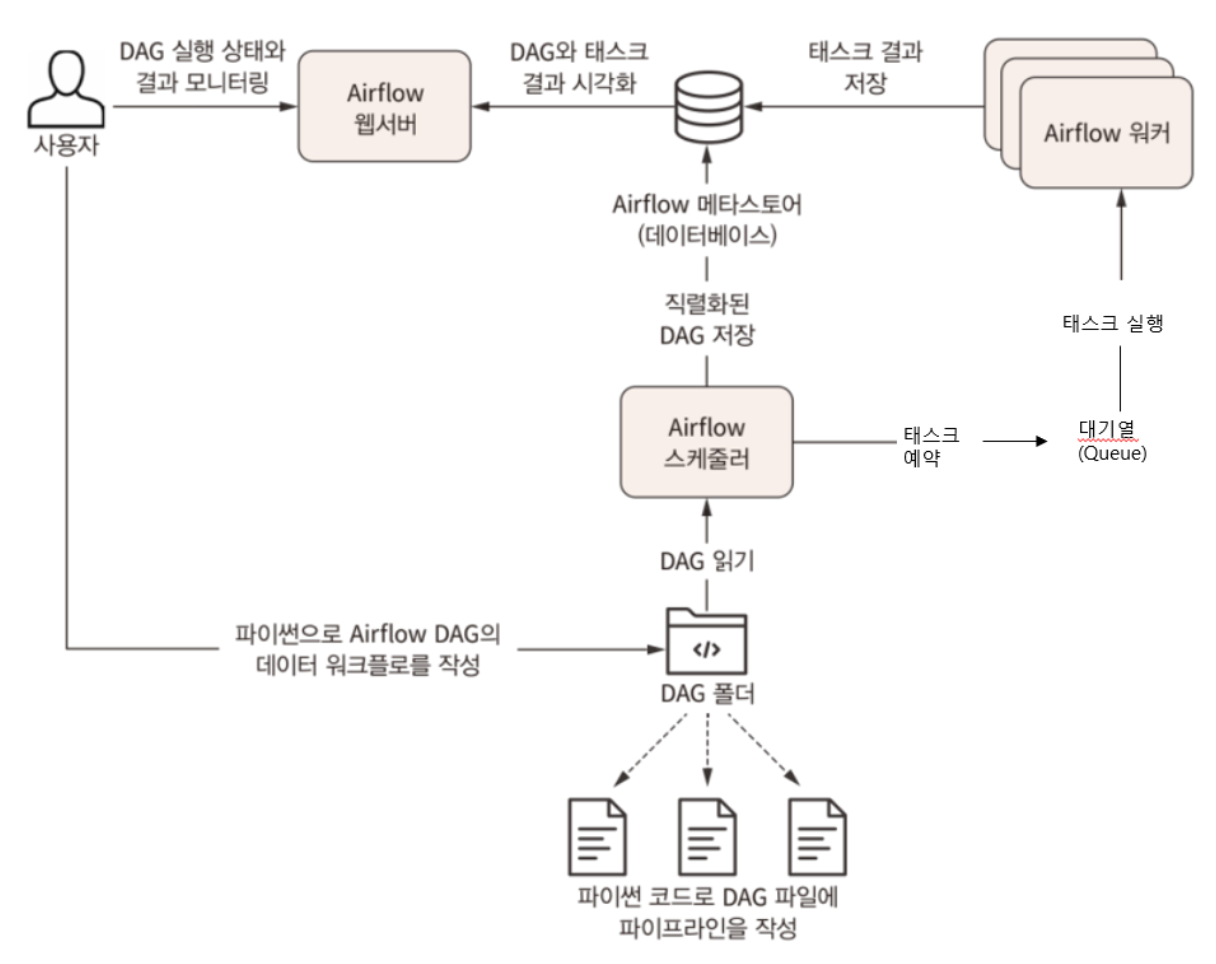 DAG 실행 상태와
결과 모니터링
사용자
Airflow
웹서버
DAG와 태스크
결과 시각화
태스크 결과
저장
Airflow 워커
Airflow 메타스토어
(데이터베이스)
직렬화된
DAG 저장
태스크 실행
Airflow
스케줄러
태스크
예약
대기열
(Queue)
DAG 읽기
파이썬으로 Airflow DAG의
데이터 워크플로를 작성
</>
DAG 폴더
파이썬 코드로 DAG 파일에
파이프라인을 작성